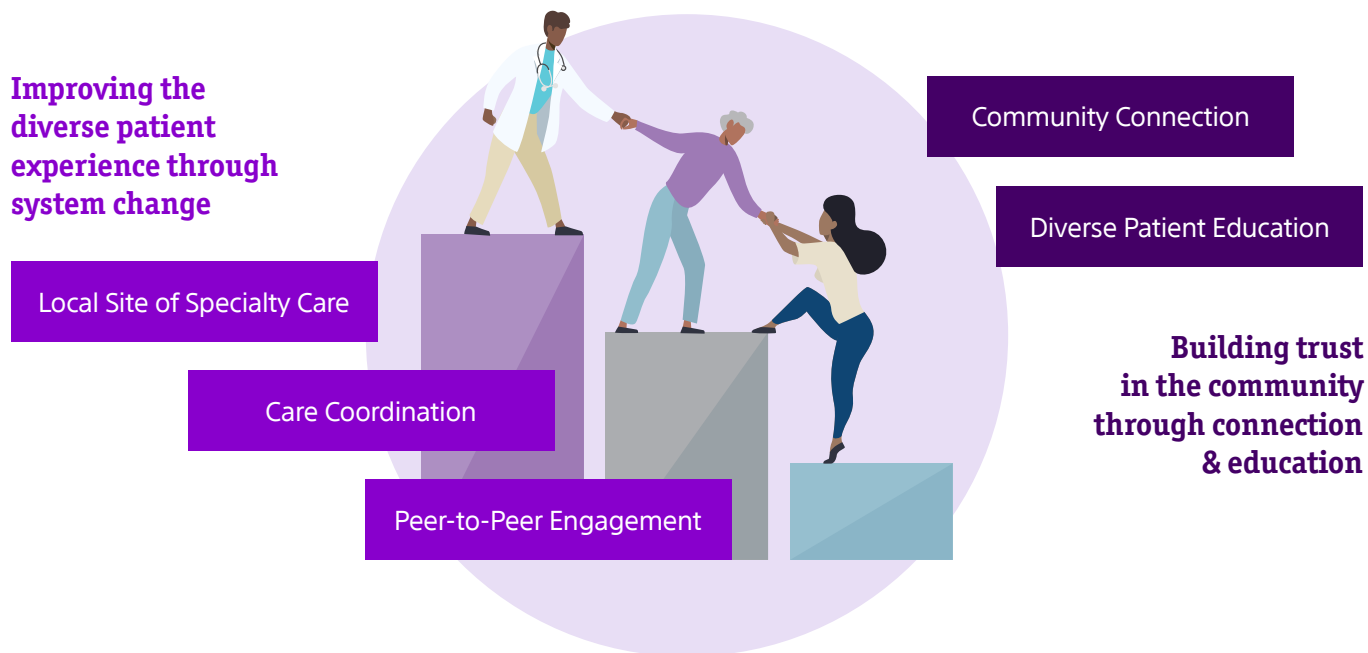 Improving the
diverse patient
experience through
system change
Local Site of Specialty Care
Care Coordination
Peer-to-Peer Engagement
Community Connection
Diverse Patient Education
Building trust
in the community
through connection
& education